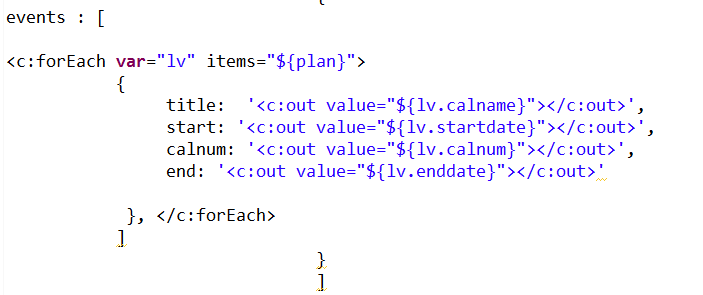 events : [
<c:forEach var="lv" items="${plan}">
{
title:  '<c:out value="${lv.calname}"></c:out>',
start: '<c:out value="${lv.startdate}"></c:out>',
calnum: '<c:out value="${lv.calnum}"></c:out>',
end: '<c:out value="${lv.enddate}"></c:out>'
}, </c:forEach>
]
}
]